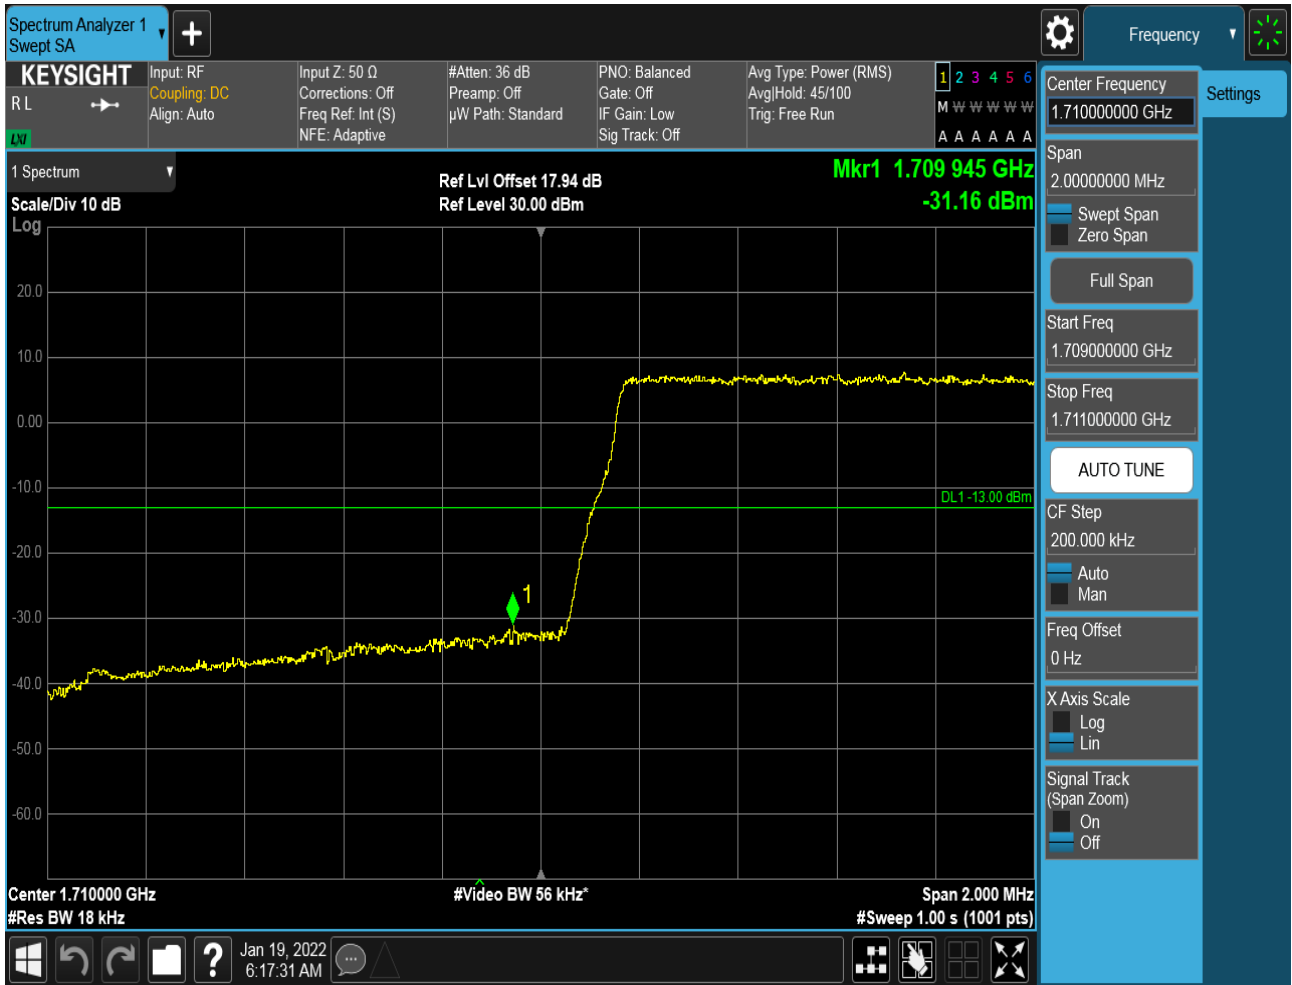 Spectrum Analyzer 1
Swept SA
Frequency
KEYSIGHT
R L
LXI
Input: RF
Coupling: DC
Align: Auto
Input Z: 50 Ω
Corrections: Off
Freq Ref: Int (S)
NFE: Adaptive
#Atten: 36 dB
Preamp: Off
µW Path: Standard
PNO: Balanced
Gate: Off
IF Gain: Low
Sig Track: Off
Avg Type: Power (RMS)
Avg|Hold: 45/100
Trig: Free Run
1 2 3 4 5 6
M W W W W W
A A A A A A
1 Spectrum
Scale/Div 10 dB
Log
Ref Lvl Offset 17.94 dB
Ref Level 30.00 dBm
Mkr1 1.709 945 GHz
-31.16 dBm
20.0
10.0
0.00
-10.0
-20.0
-30.0
-40.0
-50.0
-60.0
DL1 -13.00 dBm
1
Center 1.710000 GHz
#Res BW 18 kHz
#Video BW 56 kHz*
Span 2.000 MHz
#Sweep 1.00 s (1001 pts)
Center Frequency
1.710000000 GHz
Settings
Span
2.00000000 MHz
Swept Span
Zero Span
Full Span
Start Freq
1.709000000 GHz
Stop Freq
1.711000000 GHz
AUTO TUNE
CF Step
200.000 kHz
Auto
Man
Freq Offset
0 Hz
X Axis Scale
Log
Lin
Signal Track
(Span Zoom)
On
Off
?
Jan 19, 2022
6:17:31 AM